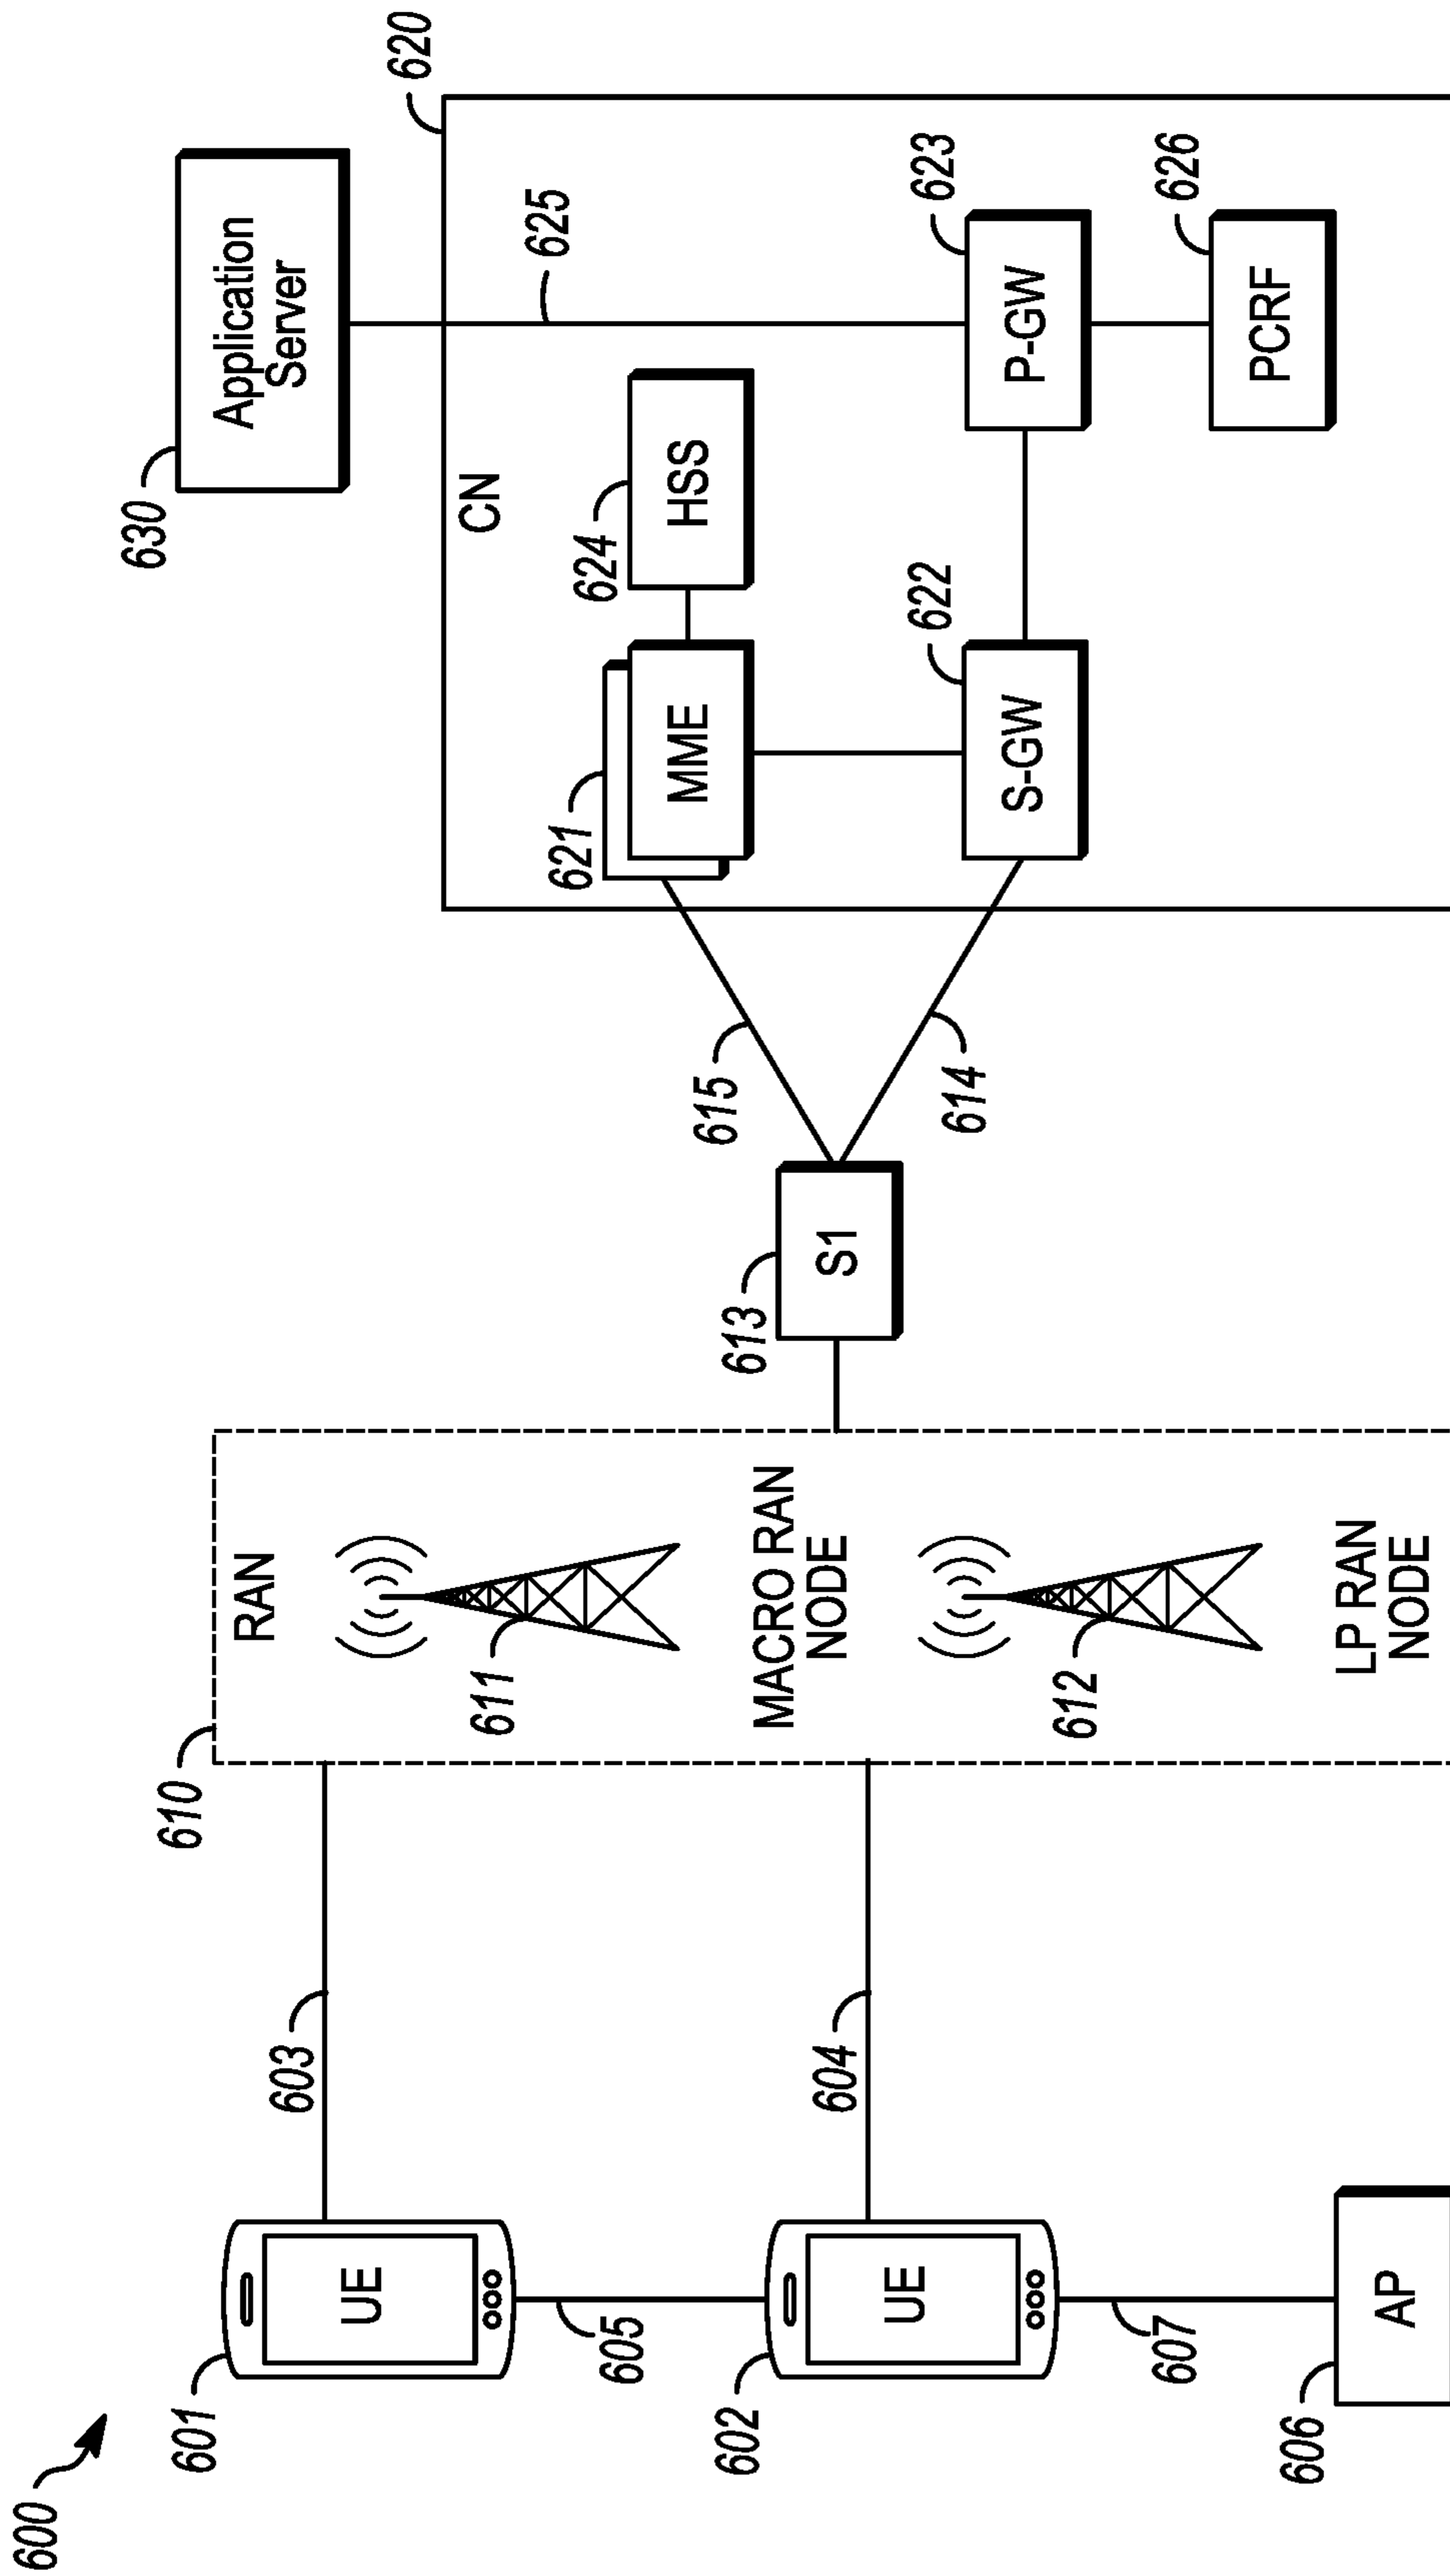 600
601
UE
605
602
UE
607
606
AP
603
604
610
RAN
611
MACRO RAN
NODE
612
LP RAN
NODE
613
S1
615
614
630
Application
Server
620
CN
621
MME
624
HSS
625
622
S-GW
623
P-GW
626
PCRF